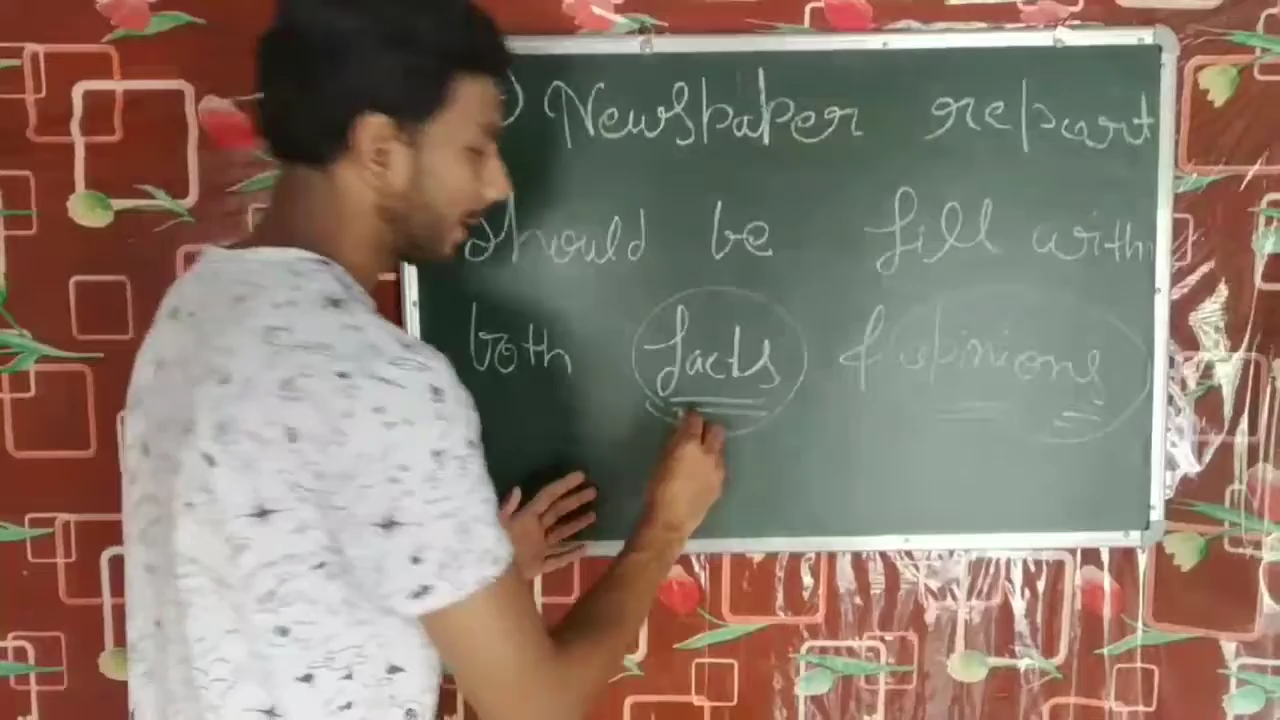 ) Newspaper report
should be fill with
both facts & opinions